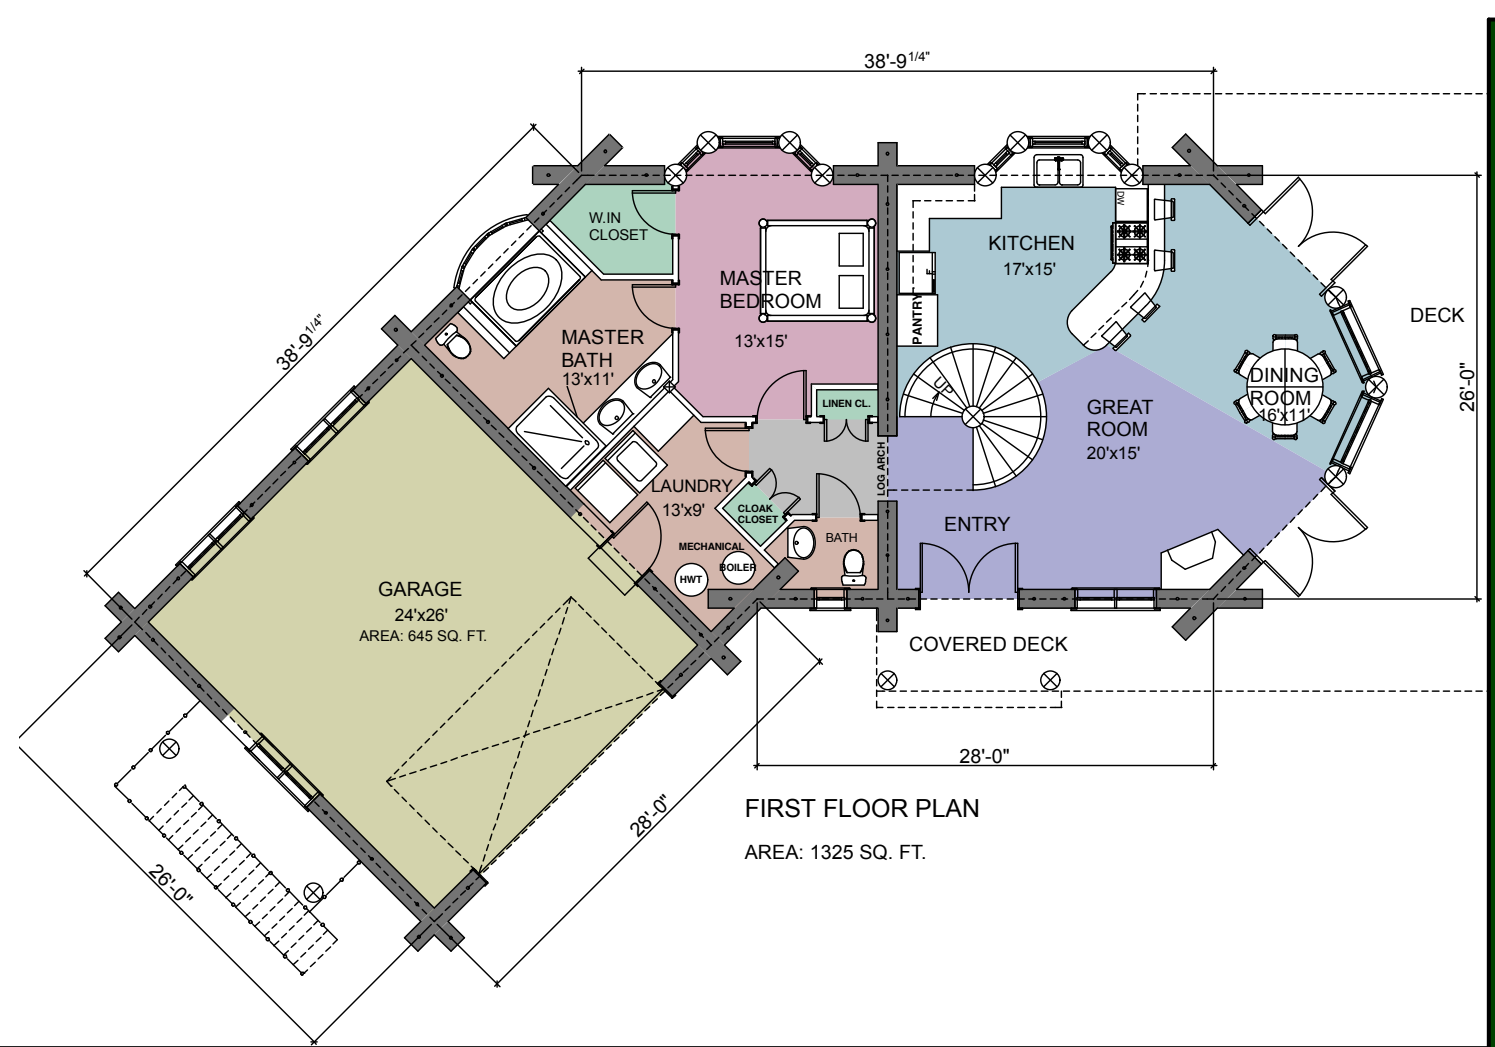 38'-9 1/4"
38'-9 1/4"
W.IN
CLOSET
MASTER
BEDROOM
13'x15'
KITCHEN
17'x15'
DW
F
PANTRY
DECK
26'-0"
MASTER
BATH
13'x11'
UP
DINING
ROOM
16'x11'
LINEN CL.
GREAT
ROOM
20'x15'
LOG ARCH
LAUNDRY
13'x9'
CLOAK
CLOSET
ENTRY
BATH
MECHANICAL
BOILER
HWT
GARAGE
24'x26'
AREA: 645 SQ. FT.
COVERED DECK
28'-0"
28'-0"
26'-0"
FIRST FLOOR PLAN
AREA: 1325 SQ. FT.